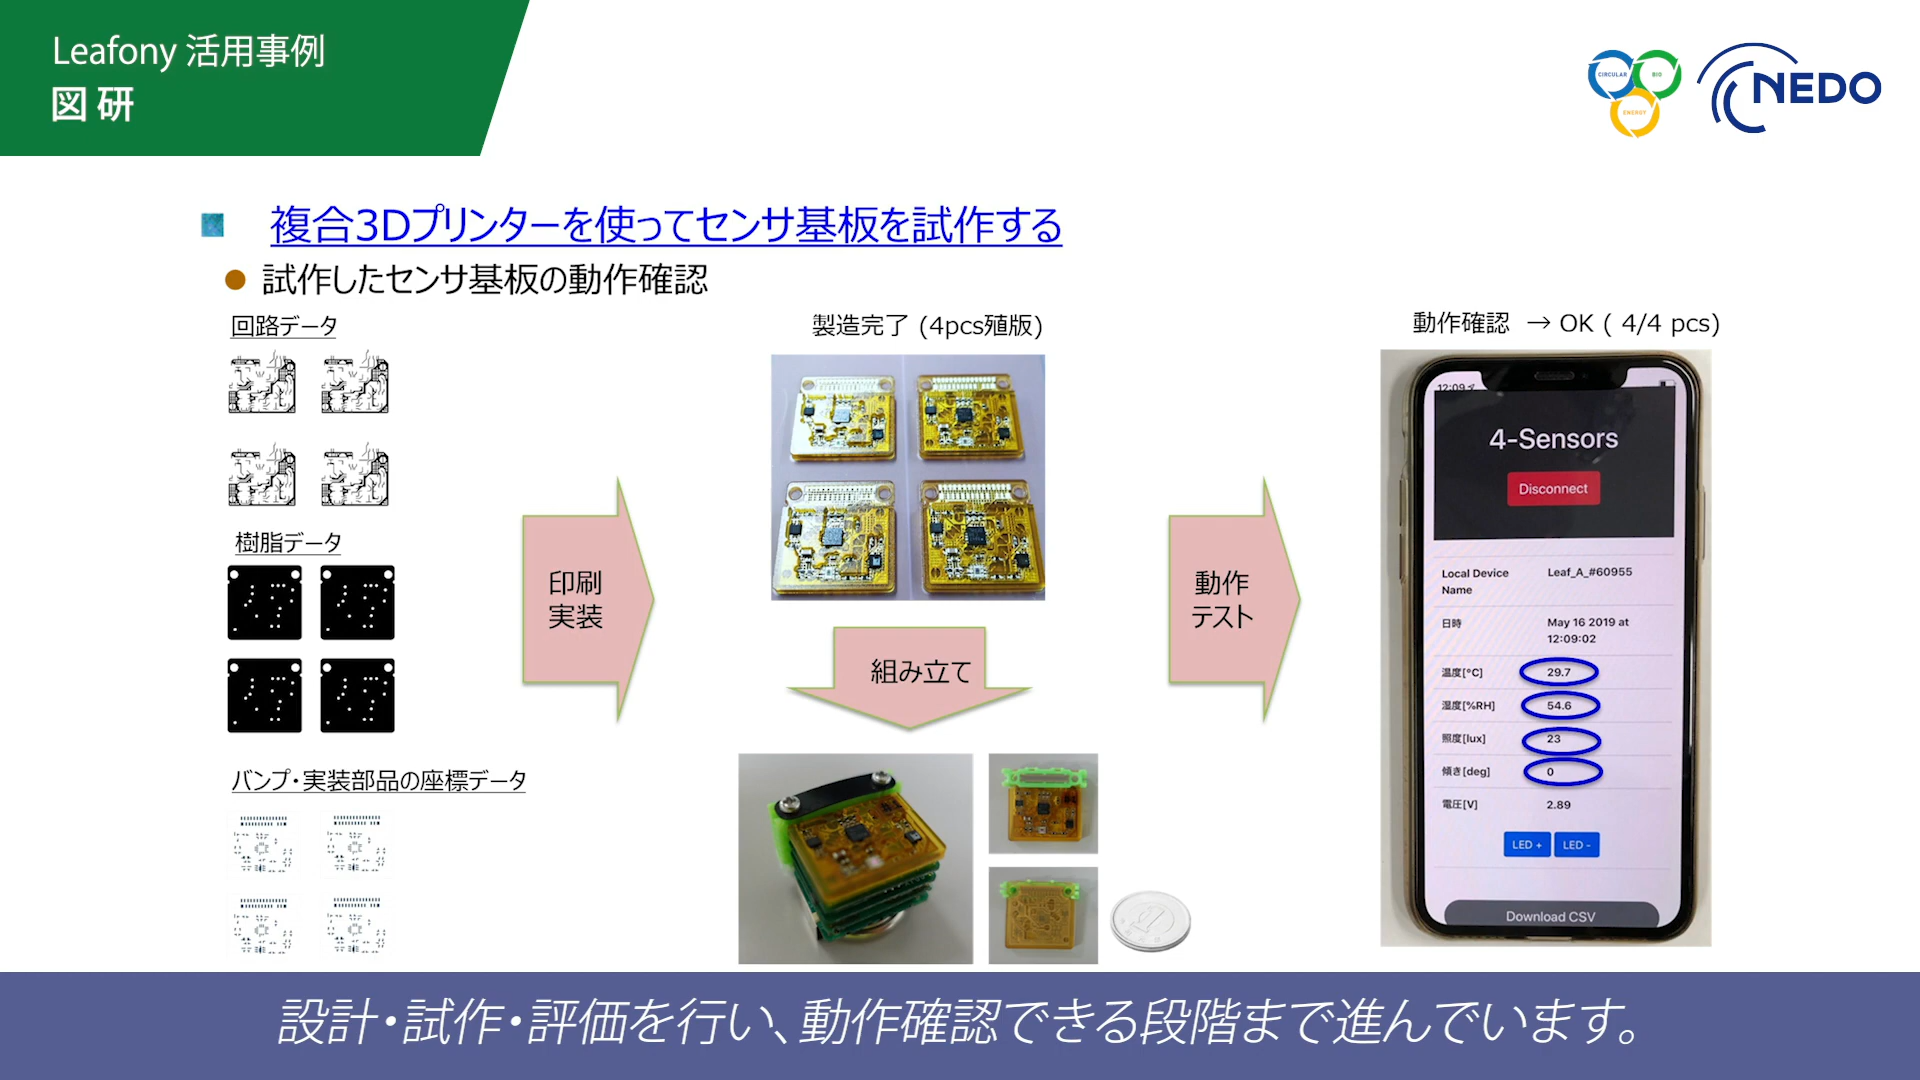 Leafony 活用事例
図研
CIRCULAR
BIO
ENERGY
NEDO
複合3Dプリンターを使ってセンサ基板を試作する
試作したセンサ基板の動作確認
回路データ
樹脂データ
バンプ・実装部品の座標データ
印刷
実装
製造完了 (4pcs殖版)
組み立て
動作
テスト
動作確認 → OK ( 4/4 pcs)
12:09
4-Sensors
Disconnect
Local Device Name
Leaf_A_#60955
日時
May 16 2019 at
12:09:02
温度[°C] 29.7
湿度[%RH] 54.6
照度[lux] 23
傾き[deg] 0
電圧[V] 2.89
LED + LED -
Download CSV
設計・試作・評価を行い、動作確認できる段階まで進んでいます。